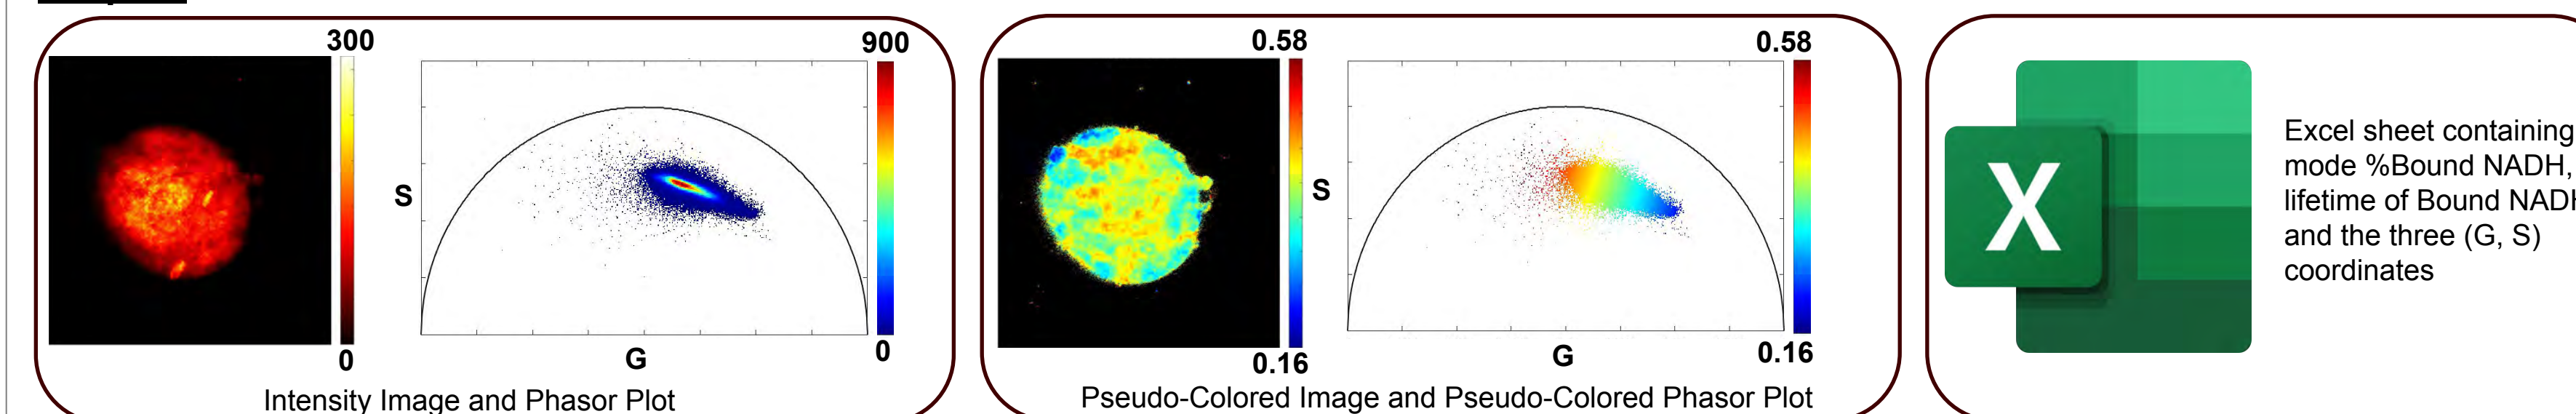 300
900
S
0
G
0
Intensity Image and Phasor Plot
0.58
0.58
S
0.16
G
0.16
Pseudo-Colored Image and Pseudo-Colored Phasor Plot
X
Excel sheet containing
mode %Bound NADH,
lifetime of Bound
and the three (G, S)
coordinates